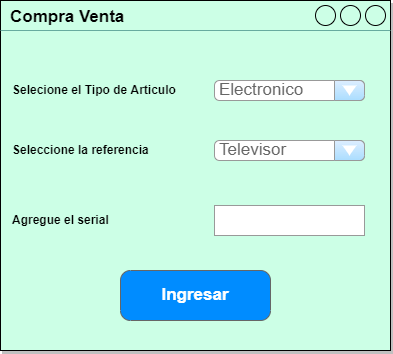 Compra Venta
Selecione el Tipo de Articulo
Electronico
Seleccione la referencia
Televisor
Agregue el serial
Ingresar